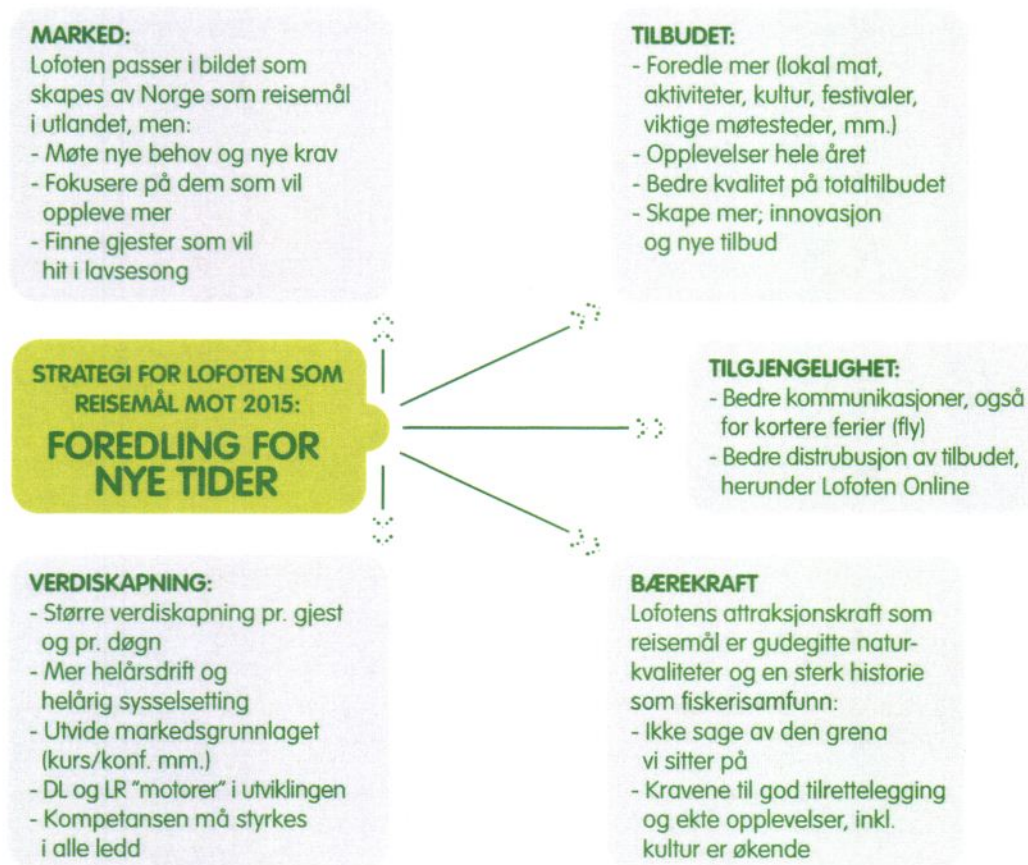 MARKED:
Lofoten passer i bildet som
skapes av Norge som reisemål
i utlandet, men:
- Møte nye behov og nye krav
- Fokusere på dem som vil
oppleve mer
- Finne gjester som vil
hit i lavsesong
TILBUDET:
- Foredle mer (lokal mat,
aktiviteter, kultur, festivaler,
viktige møtesteder, mm.)
- Opplevelser hele året
- Bedre kvalitet på totaltilbudet
- Skape mer; innovasjon
og nye tilbud
STRATEGI FOR LOFOTEN SOM
REISEMÅL MOT 2015:
FOREDLING FOR
NYE TIDER
TILGJENGELIGHET:
- Bedre kommunikasjoner, også
for kortere ferier (fly)
- Bedre distrubusjon av tilbudet,
herunder Lofoten Online
VERDISKAPNING:
- Større verdiskapning pr. gjest
og pr. døgn
- Mer helårsdrift og
helårig sysselsetting
- Utvide markedsgrunnlaget
(kurs/konf. mm.)
- DL og LR "motorer" i utviklingen
- Kompetansen må styrkes
i alle ledd
BÆREKRAFT
Lofotens attraksjonskraft som
reisemål er gudegitte natur-
kvaliteter og en sterk historie
som fiskerisamfunn:
- Ikke sage av den grena
vi sitter på
- Kravene til god tilrettelegging
og ekte opplevelser, inkl.
kultur er økende